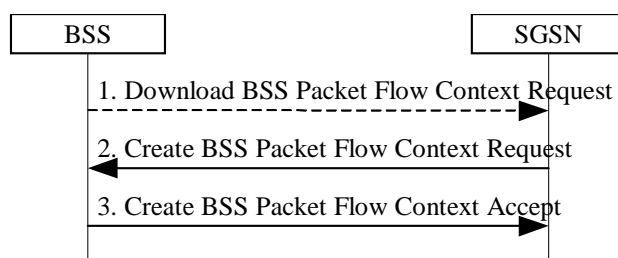 BSS
SGSN
1. Download BSS Packet Flow Context Request
2. Create BSS Packet Flow Context Request
3. Create BSS Packet Flow Context Accept